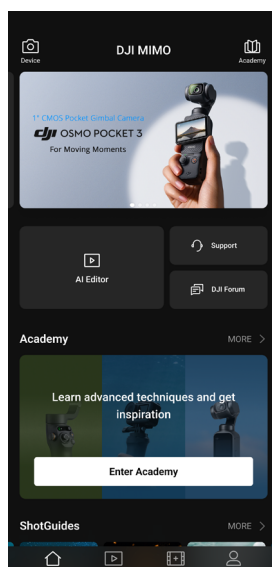 DJI MIMO
Device
Academy
1" CMOS Pocket Gimbal Camera
dji OSMO POCKET 3
For Moving Moments
AI Editor
Support
DJI Forum
Academy
MORE >
Learn advanced techniques and get
inspiration
Enter Academy
ShotGuides
MORE >